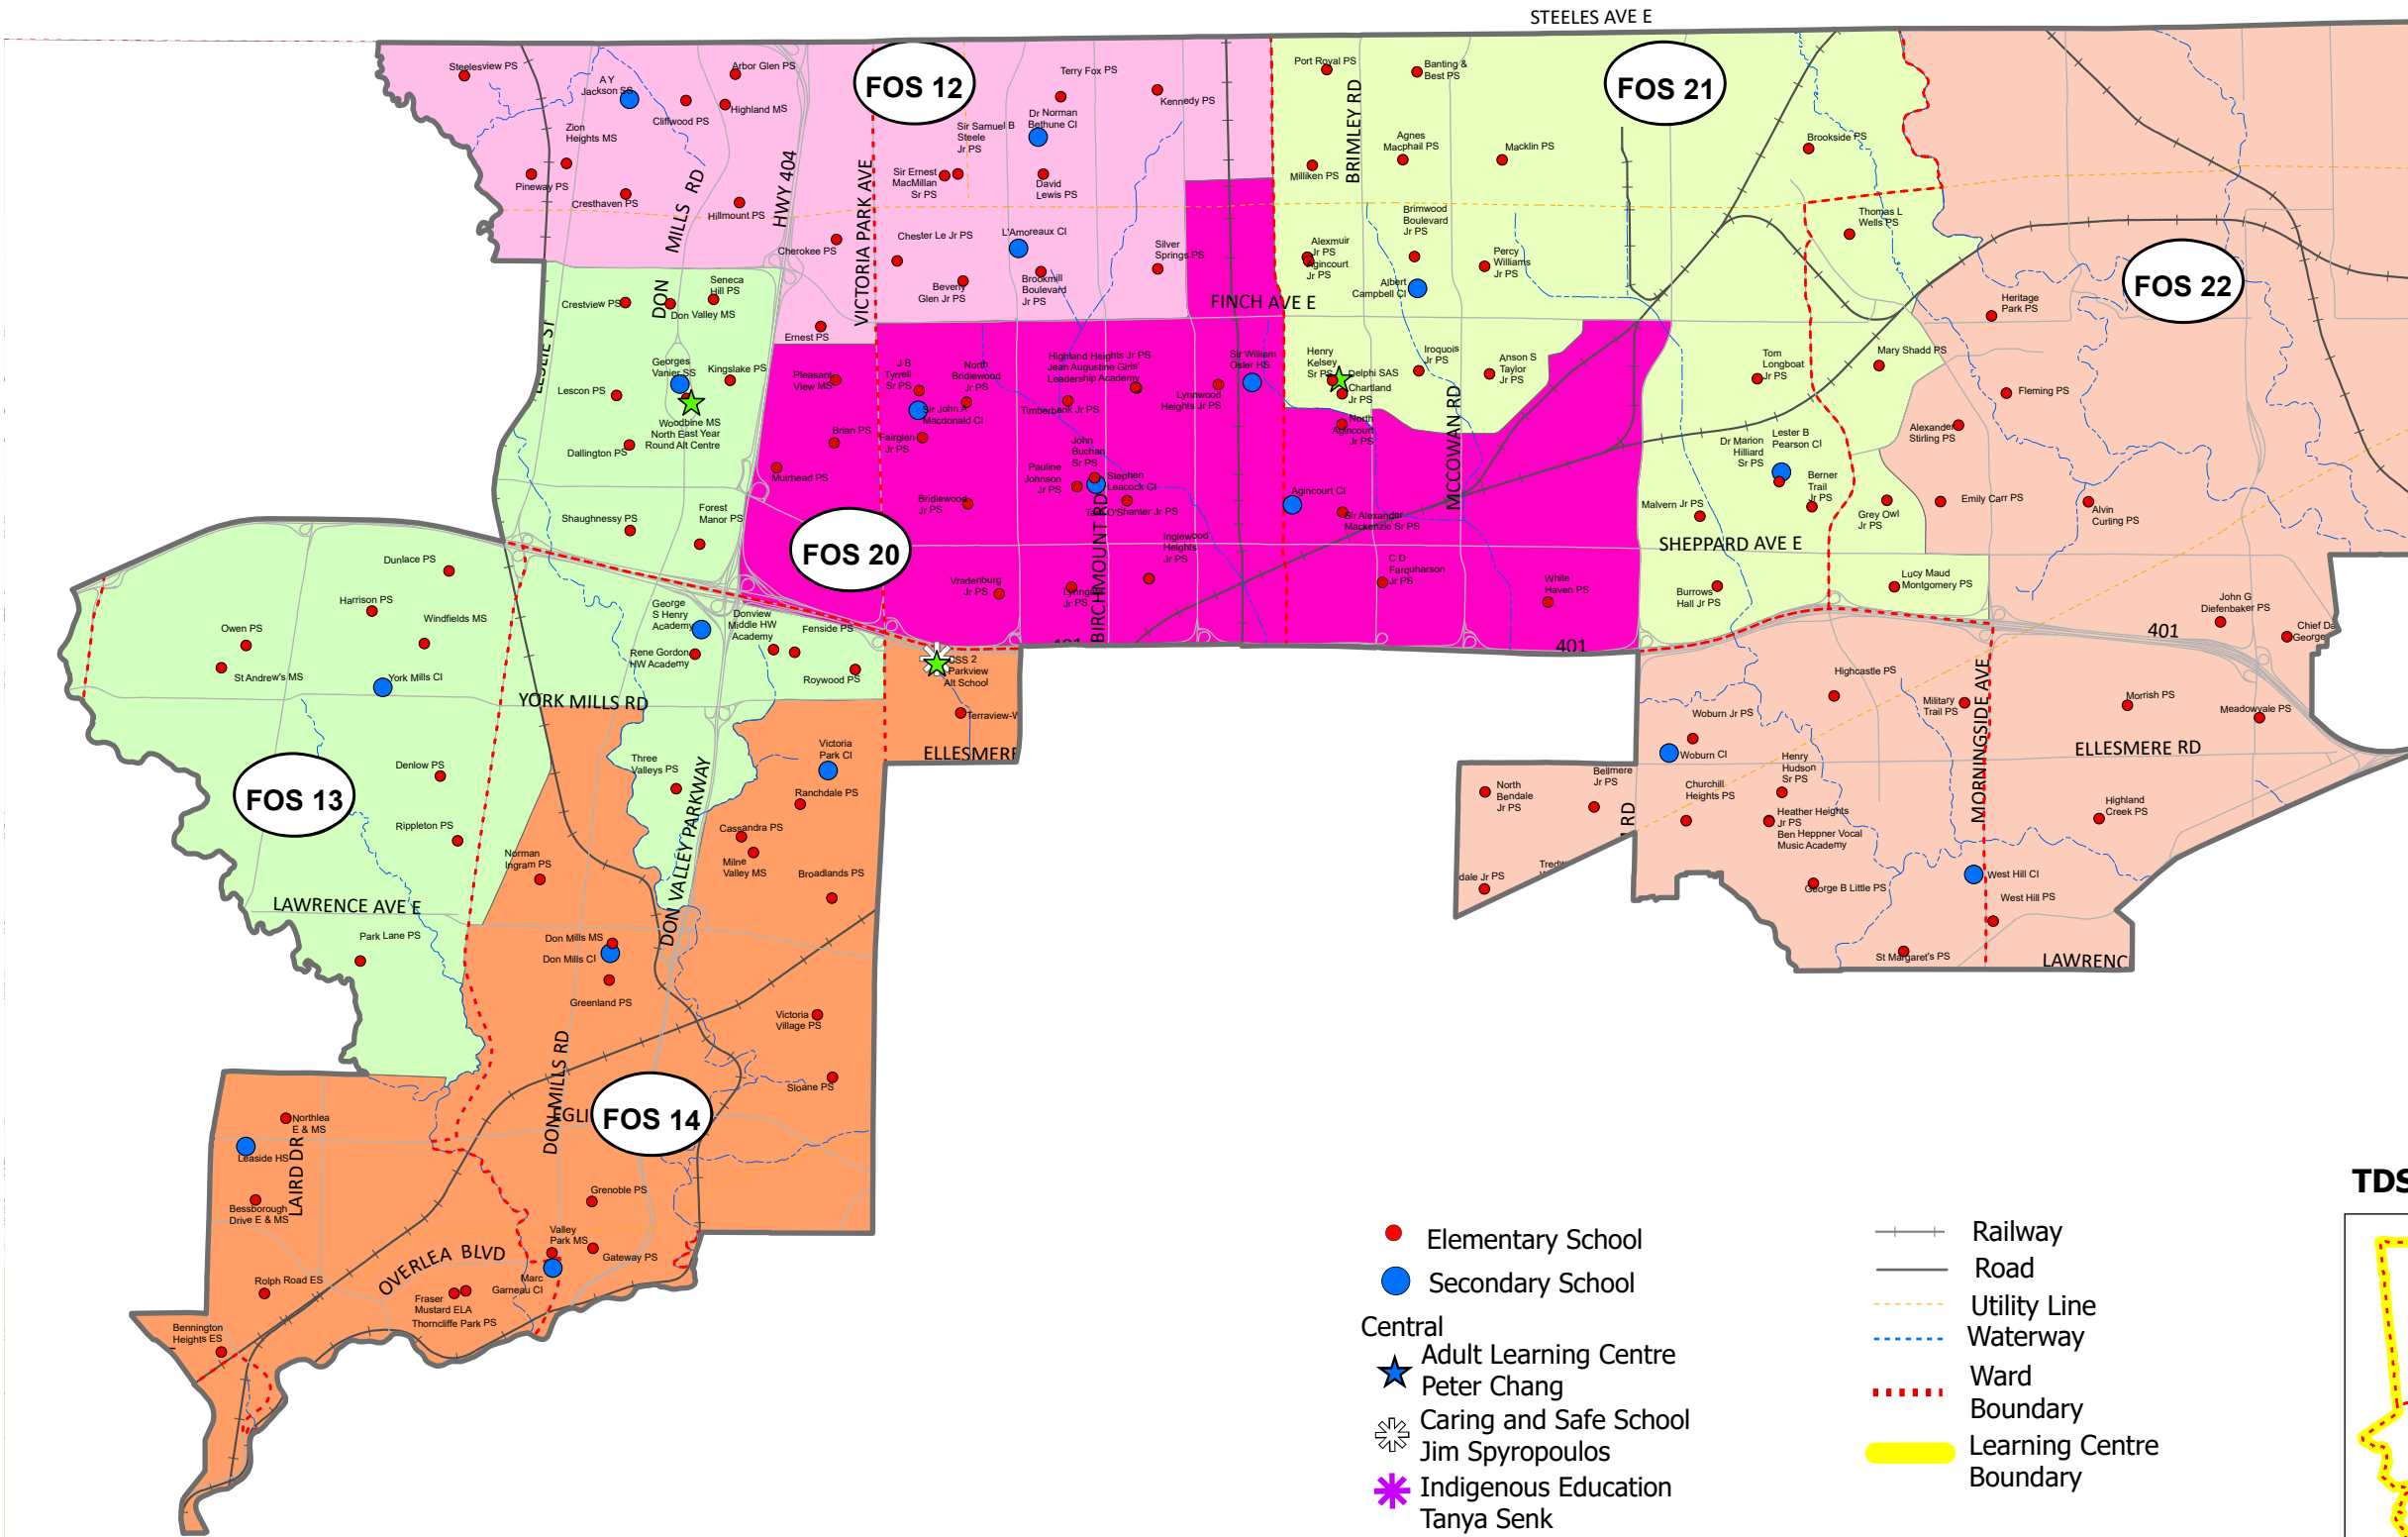 STEELES AVE E
Steelesview PS
A Y
Jackson SS
Arbor Glen PS
Cliffwood PS
Highland MS
Zion
Heights MS
Pineway PS
Cresthaven PS
Hillmount PS
DON
MILLS RD
HWY 404
Cherokee PS
Ernest PS
VICTORIA PARK AVE
FOS 12
Terry Fox PS
Kennedy PS
Dr Norman
Bethune CI
Sir Samuel B
Steele
Jr PS
Sir Ernest
MacMillan
Sr PS
David
Lewis PS
Chester Le Jr PS
L'Amoreaux CI
Silver
Springs PS
Beverly
Glen Jr PS
Brookmill
Boulevard
Jr PS
FINCH AVE E
Port Royal PS
Banting &
Best PS
BRIMLEY RD
FOS 21
Milliken PS
Agnes
Macphail PS
Macklin PS
Brookside PS
Thomas L
Wells PS
Alexmuir
Jr PS
Agincourt
Jr PS
Brimwood
Boulevard
Jr PS
Albert
Campbell CI
Percy
Williams
Jr PS
FOS 22
Heritage
Park PS
Crestview PS
Seneca
Hill PS
Don Valley MS
LESLIE ST
Georges
Vanier SS
Kingslake PS
Lescon PS
Woodbine MS
North East Year
Round Alt Centre
Dallington PS
Shaughnessy PS
Forest
Manor PS
Pleasant
View MS
Brian PS
Muirhead PS
J B
Tyrrell
Sr PS
North
Bridlewood
Jr PS
Sir John A
Macdonald CI
Fairglen
Jr PS
Bridlewood
Jr PS
Highland Heights Jr PS
Jean Augustine Girls'
Leadership Academy
Timberbank Jr PS
Lynnwood
Heights Jr PS
Sir William
Osler HS
John
Buchan
Sr PS
Pauline
Johnson
Jr PS
Stephen
Leacock CI
Tam O'Shanter Jr PS
BIRCHMOUNT RD
Inglewood
Heights
Jr PS
Vradenburg
Jr PS
Lynngate
Jr PS
FOS 20
Henry
Kelsey
Sr PS
Delphi SAS
Chartland
Jr PS
Iroquois
Jr PS
Anson S
Taylor
Jr PS
North
Agincourt
Jr PS
MCCOWAN RD
Agincourt CI
Sir Alexander
Mackenzie Sr PS
C D
Farquharson
Jr PS
White
Haven PS
401
401
Tom
Longboat
Jr PS
Mary Shadd PS
Fleming PS
Alexander
Stirling PS
Dr Marion
Hilliard
Sr PS
Lester B
Pearson CI
Berner
Trail
Jr PS
Malvern Jr PS
Grey Owl
Jr PS
Emily Carr PS
Alvin
Curling PS
SHEPPARD AVE E
Burrows
Hall Jr PS
Lucy Maud
Montgomery PS
John G
Diefenbaker PS
Chief Da
George
401
Dunlace PS
Harrison PS
Windfields MS
Owen PS
St Andrew's MS
York Mills CI
George
S Henry
Academy
Donview
Middle HW
Academy
Fenside PS
Rene Gordon
HW Academy
Roywood PS
YORK MILLS RD
CSS 2
Parkview
Alt School
Terraview-W
ELLESMERE
Highcastle PS
Woburn Jr PS
Military
Trail PS
MORNINGSIDE AVE
Morrish PS
Meadowvale PS
Woburn CI
ELLESMERE RD
North
Bendale
Jr PS
Bellmere
Jr PS
RD
Churchill
Heights PS
Henry
Hudson
Sr PS
Heather Heights
Jr PS
Ben Heppner Vocal
Music Academy
Highland
Creek PS
dale Jr PS
George B Little PS
West Hill CI
West Hill PS
St Margaret's PS
LAWRENC
FOS 13
Denlow PS
Rippleton PS
LAWRENCE AVE E
Park Lane PS
Three
Valleys PS
DON VALLEY PARKWAY
Victoria
Park CI
Ranchdale PS
Cassandra PS
Milne
Valley MS
Broadlands PS
Norman
Ingram PS
Don Mills MS
Don Mills CI
Greenland PS
Victoria
Village PS
Sloane PS
DON MILLS RD
EGLI
FOS 14
Northlea
E & MS
Leaside HS
LAIRD DR
Bessborough
Drive E & MS
Grenoble PS
Valley
Park MS
Gateway PS
Marc
Garneau CI
OVERLEA BLVD
Rolph Road ES
Fraser
Mustard ELA
Thorncliffe Park PS
Bennington
Heights ES
Elementary School
Secondary School
Central
Adult Learning Centre
Peter Chang
Caring and Safe School
Jim Spyropoulos
Indigenous Education
Tanya Senk
Railway
Road
Utility Line
Waterway
Ward
Boundary
Learning Centre
Boundary
TDS